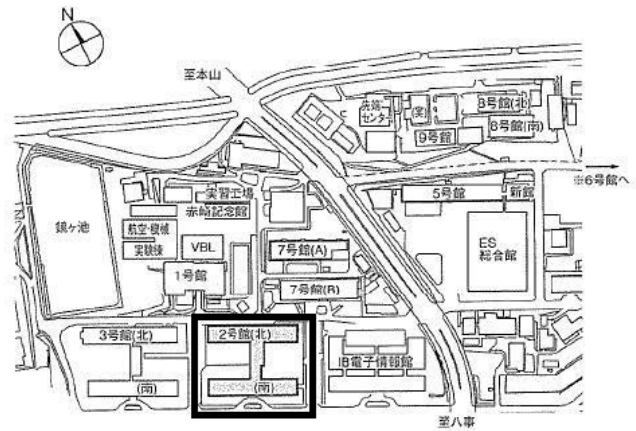 N
至本山
先端
センター
(実)
8号館(北)
8号館(南)
9号館
※6号館へ
実習工場
赤﨑記念館
5号館
新館
鏡ヶ池
航空・機械
実験棟
VBL
7号館(A)
ES
総合館
1号館
7号館(B)
3号館(北)
2号館(北)
IB電子情報館
(南)
(南)
至八事